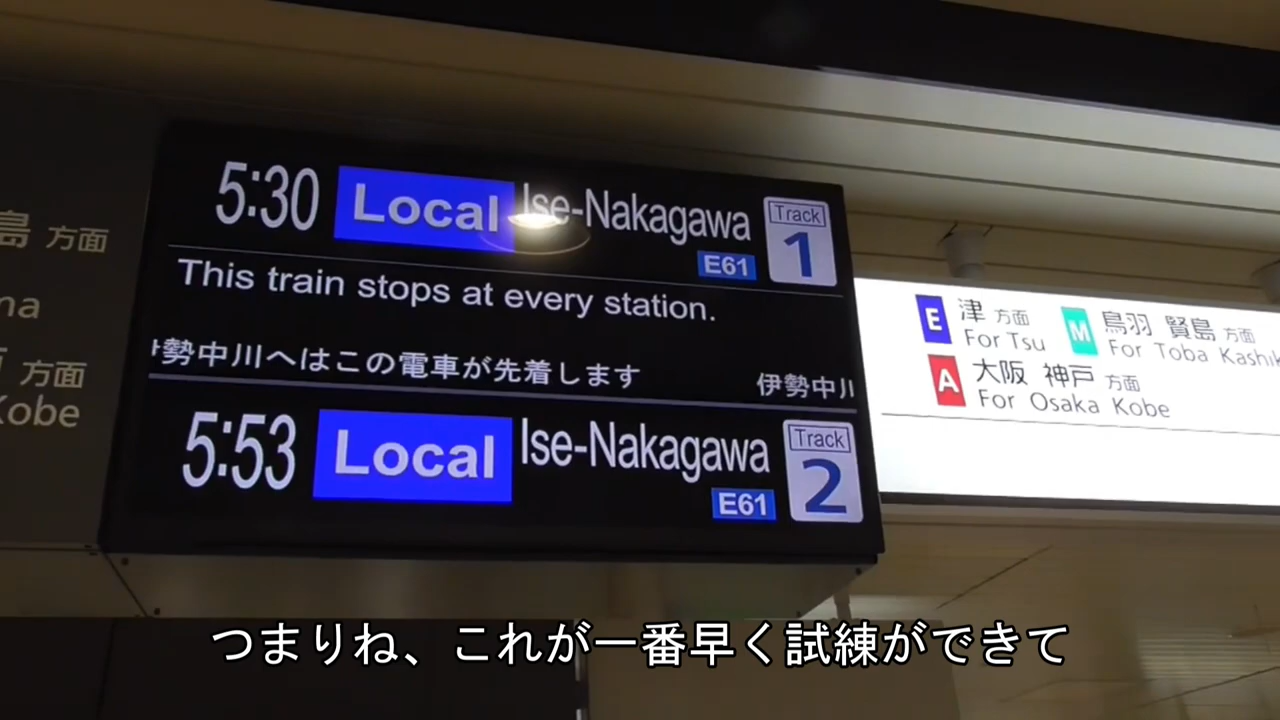 島 方面
ma
方面
Kobe
5:30 Local Ise-Nakagawa Track 1
E61
This train stops at every station.
勢中川へはこの電車が先着します 伊勢中川
5:53 Local Ise-Nakagawa Track 2
E61
E 津 方面 M 鳥羽 賢島 方面
For Tsu For Toba Kashik
A 大阪 神戸 方面
For Osaka Kobe
つまりね、これが一番早く試練ができて